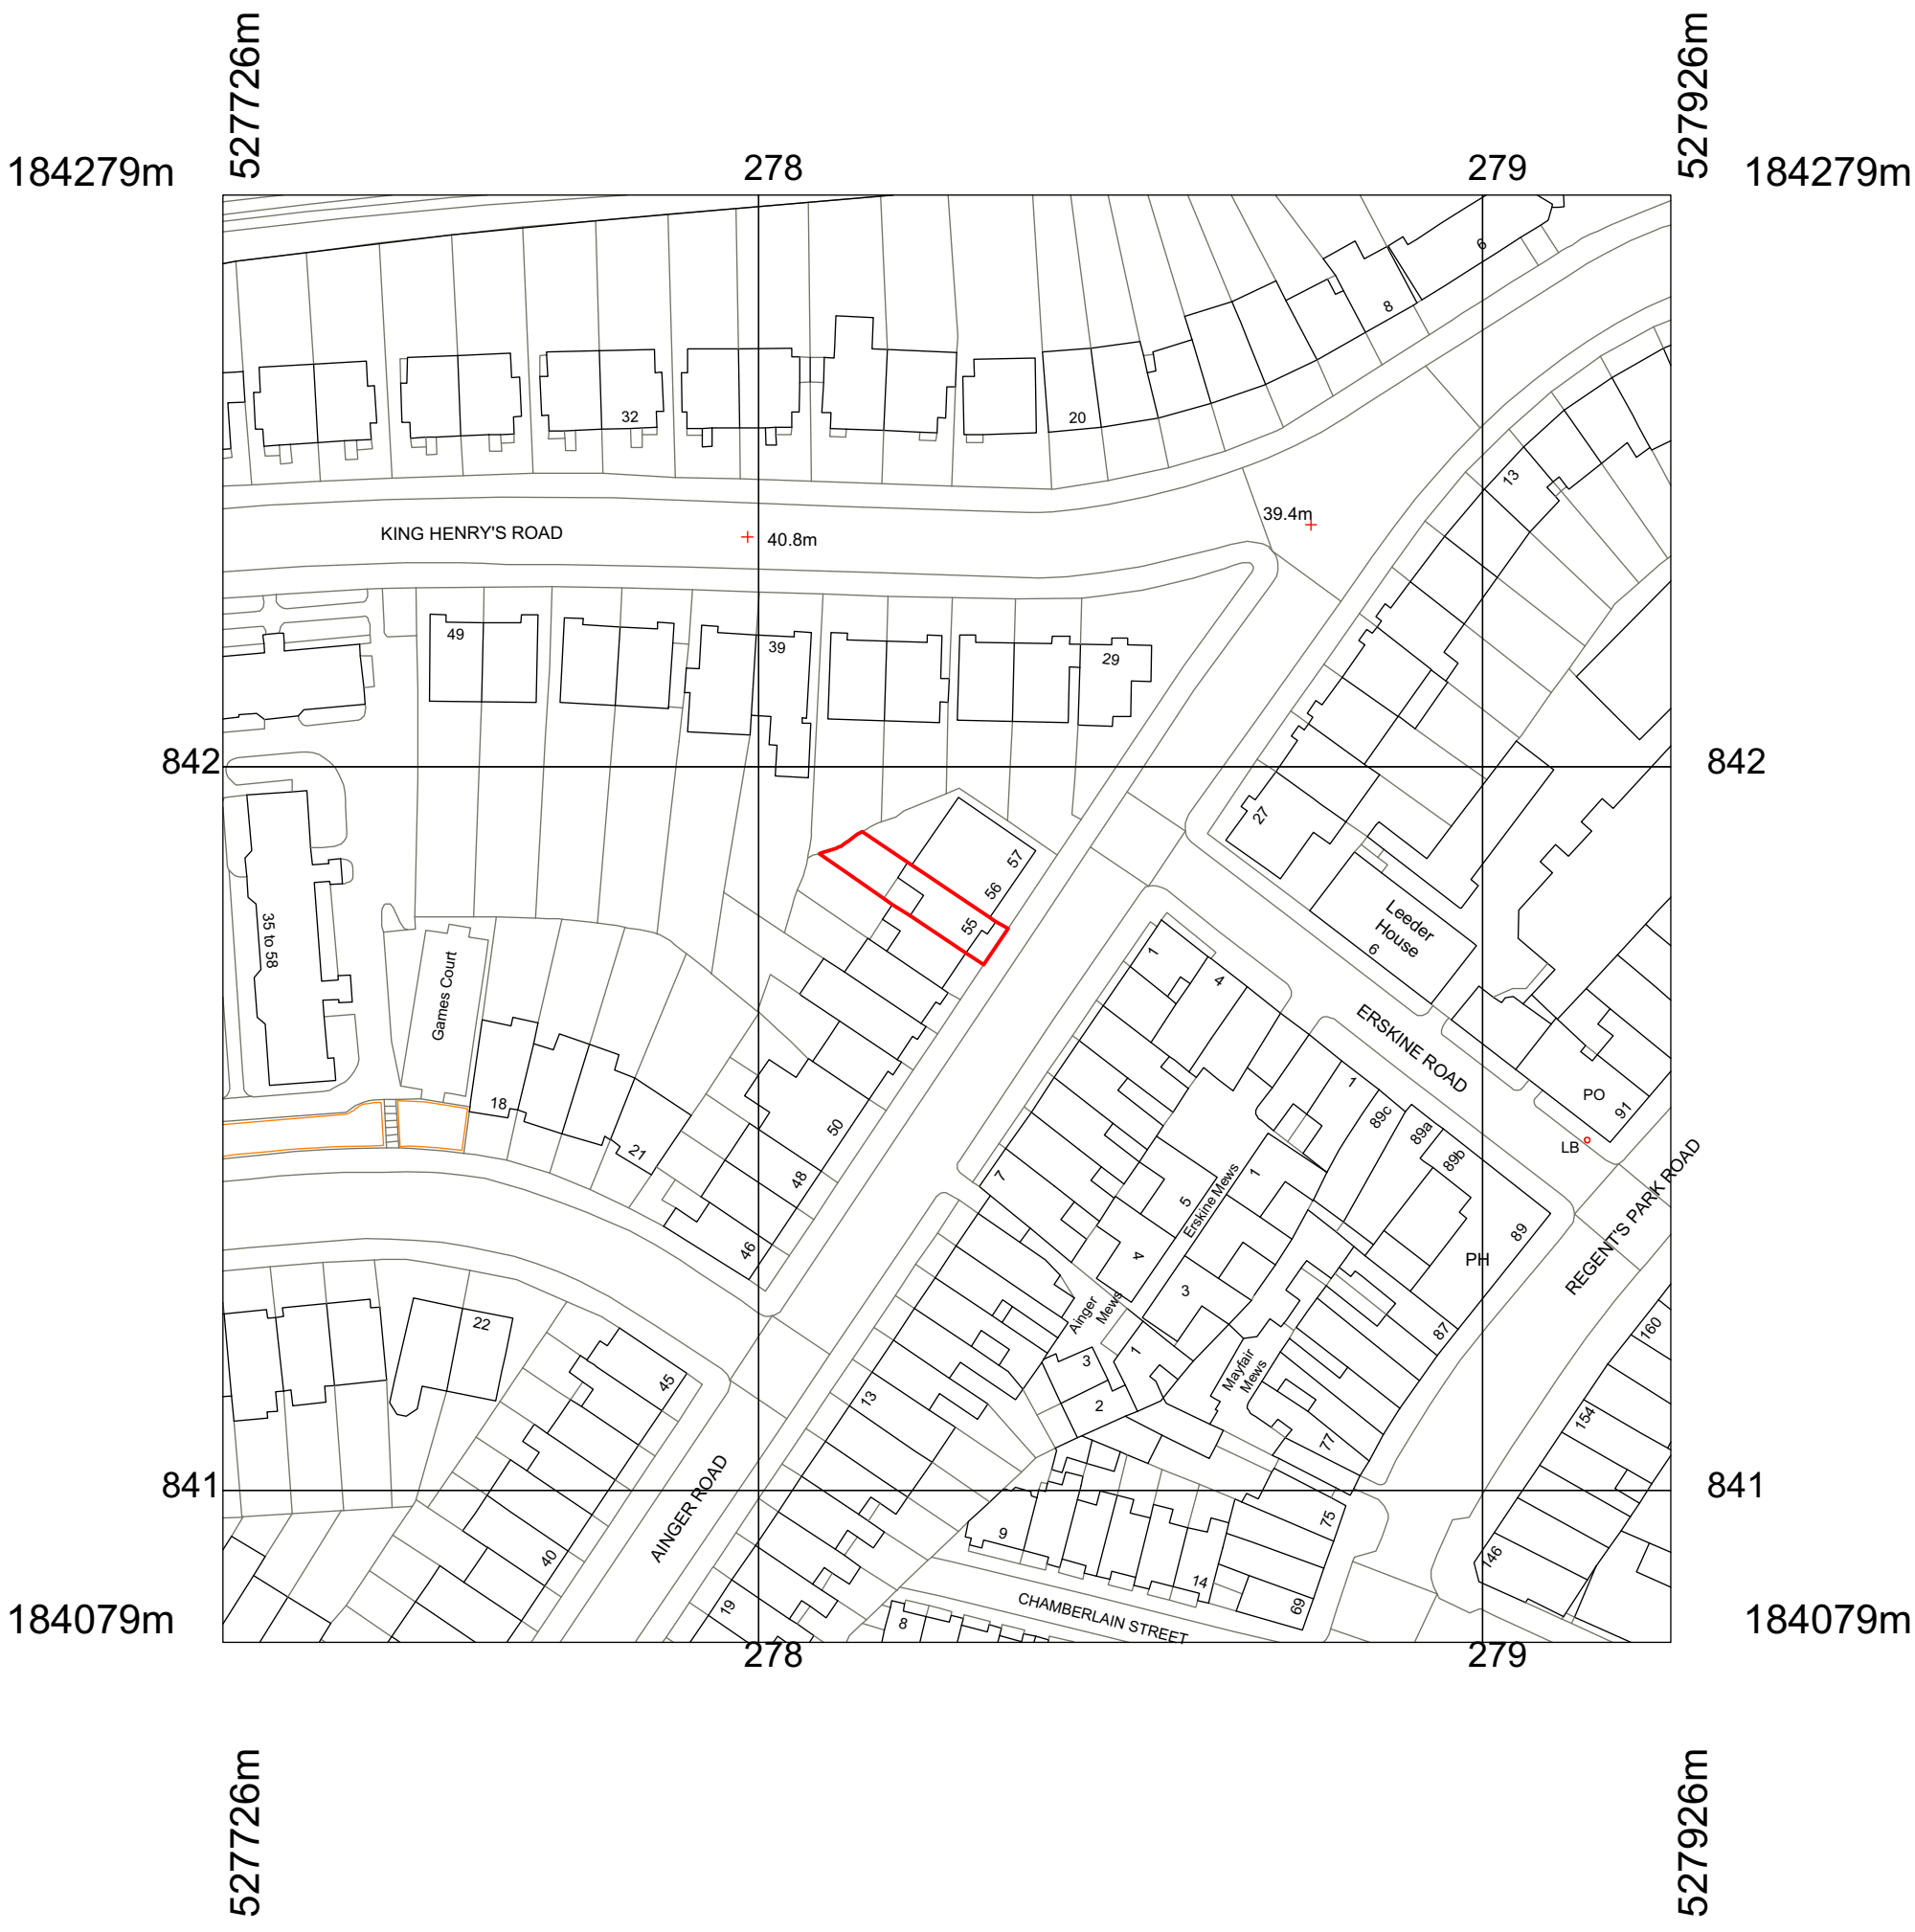 527726m
527926m
184279m
278
279
184279m
6
8
32
20
13
KING HENRY'S ROAD
40.8m
39.4m
49
39
29
842
842
27
57
56
55
35 to 58
Games Court
Leeder
House
6
1
4
ERSKINE ROAD
18
21
50
48
46
1
89c
89a
89b
PO
91
LB
REGENT'S PARK ROAD
7
5
Erskine Mews
1
4
3
89
PH
87
Ainger
Mews
22
45
3
2
1
Mayfair
Mews
160
154
13
77
841
841
AINGER ROAD
40
9
14
75
69
146
19
8
CHAMBERLAIN STREET
184079m
278
279
184079m
527726m
527926m